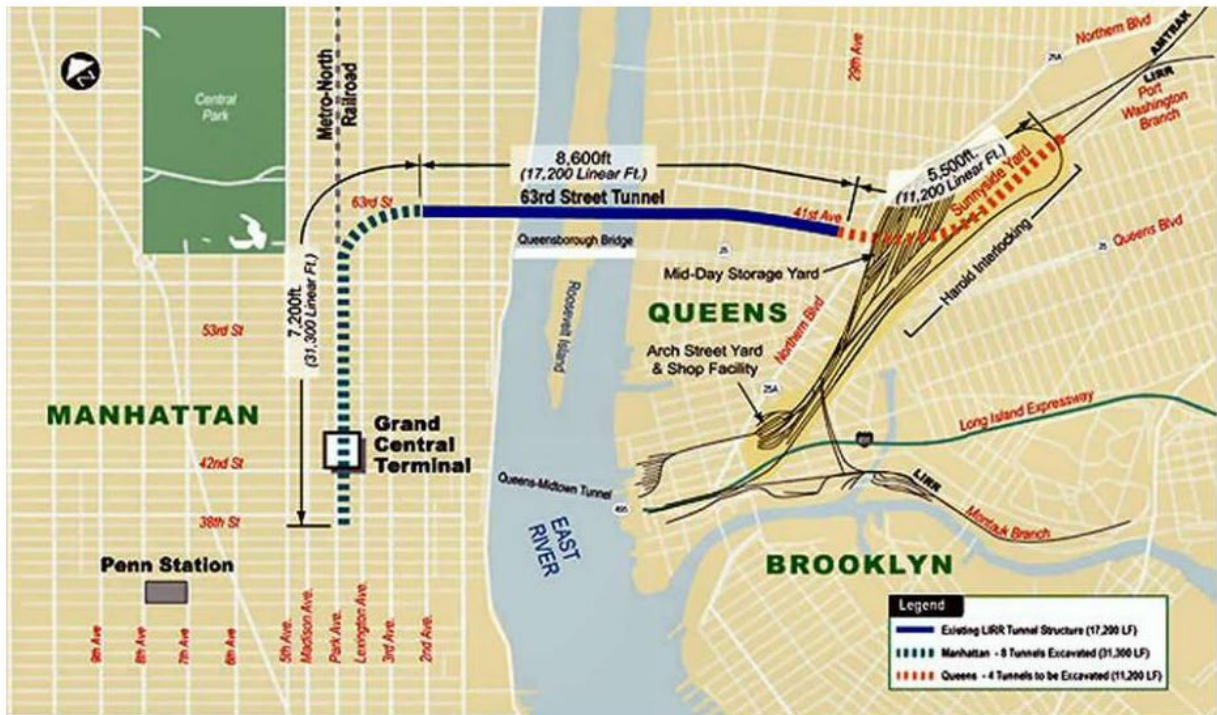 Northern Blvd
25A
AMTRAK
LIRR
Port
Washington
Branch
29th Ave
Central
Park
Metro-North
Railroad
8,600ft
(17,200 Linear Ft.)
5,500ft.
(11,200 Linear Ft.)
Sunnyside Yard
63rd St
63rd Street Tunnel
41st Ave
Queensborough Bridge
25
25
Queens Blvd
Harold Interlocking
Mid-Day Storage Yard
7,200ft
(31,300 Linear Ft.)
Roosevelt
Island
QUEENS
Northern Blvd
53rd St
Arch Street Yard
& Shop Facility
25A
MANHATTAN
Grand
Central
Terminal
Long Island Expressway
42nd St
Queens-Midtown Tunnel
495
LIRR
Montauk Branch
38th St
EAST
RIVER
Penn Station
BROOKLYN
9th Ave
8th Ave
7th Ave
6th Ave
5th Ave.
Madison Ave.
Park Ave.
Lexington Ave.
3rd Ave.
2nd Ave.
Legend
Existing LIRR Tunnel Structure (17,200 LF)
Manhattan - 8 Tunnels Excavated (31,300 LF)
Queens - 4 Tunnels to be Excavated (11,200 LF)